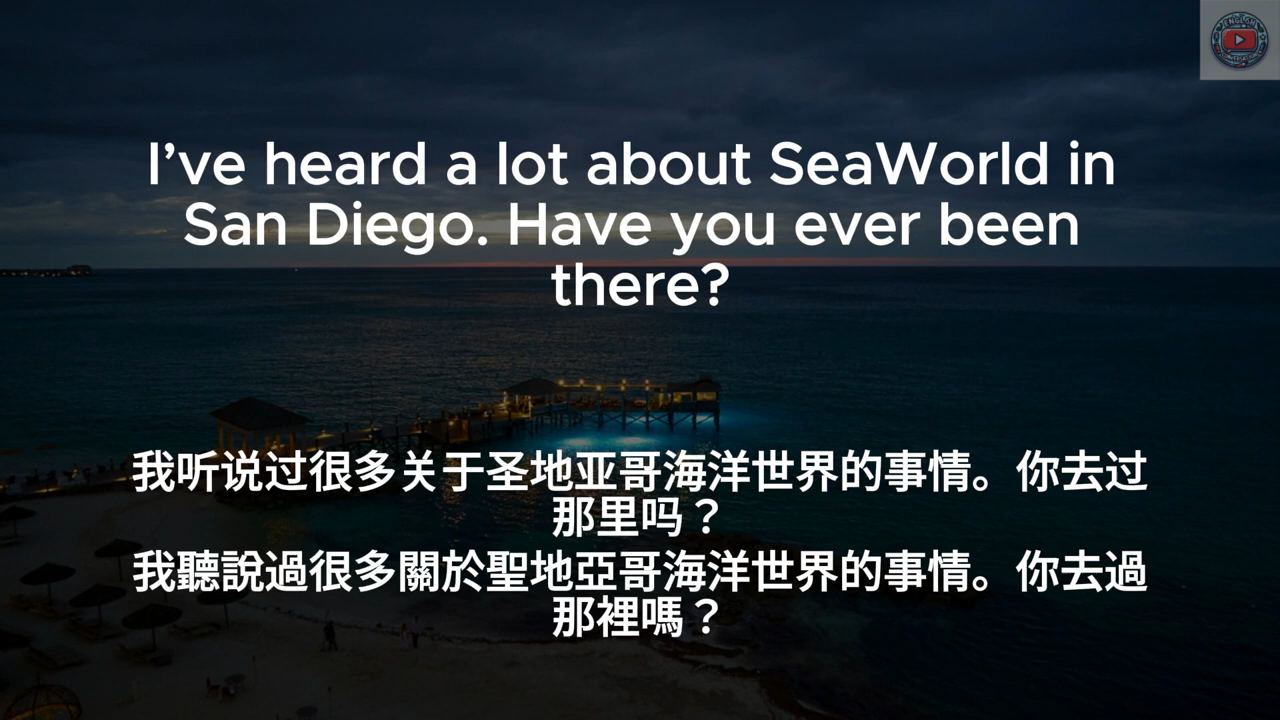 I’ve heard a lot about SeaWorld in
San Diego. Have you ever been
there?
我听说过很多关于圣地亚哥海洋世界的事情。你去过
那里吗？
我聽說過很多關於聖地亞哥海洋世界的事情。你去過
那裡嗎？
ENGLISH